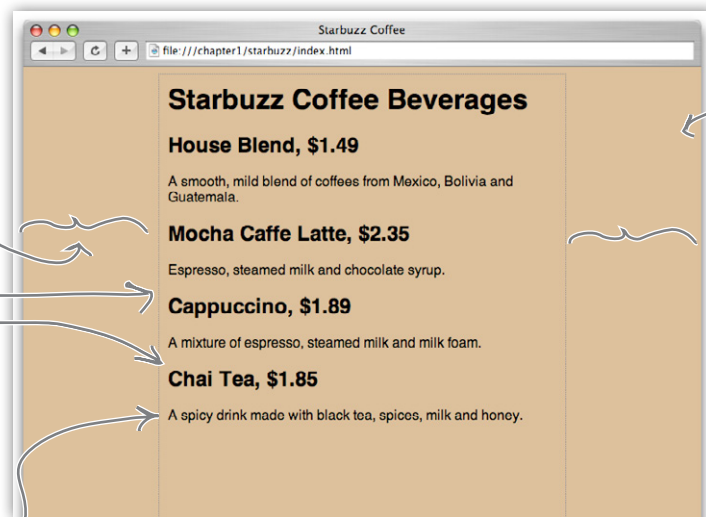 Starbuzz Coffee
file:///chapter1/starbuzz/index.html
Starbuzz Coffee Beverages
House Blend, $1.49
A smooth, mild blend of coffees from Mexico, Bolivia and
Guatemala.
Mocha Caffe Latte, $2.35
Espresso, steamed milk and chocolate syrup.
Cappuccino, $1.89
A mixture of espresso, steamed milk and milk foam.
Chai Tea, $1.85
A spicy drink made with black tea, spices, milk and honey.